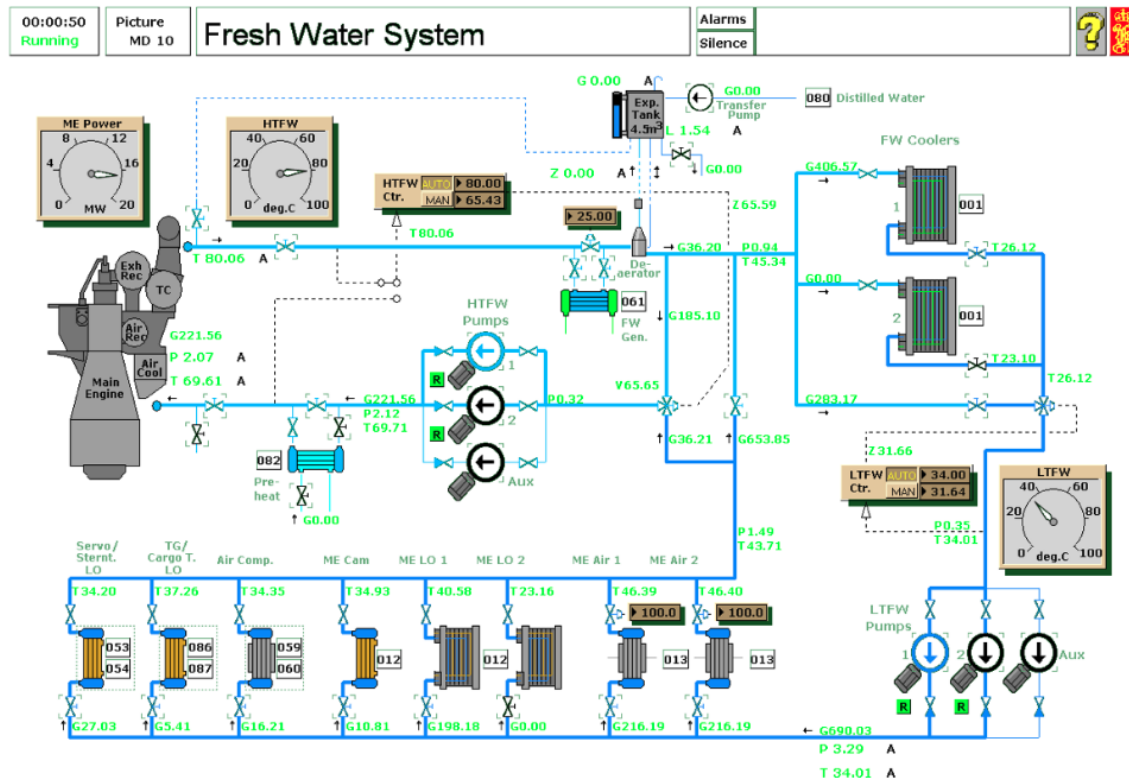 00:00:50
Running
Picture
MD 10
Fresh Water System
Alarms
Silence
?
G 0.00
A
Exp.
Tank
4.5m³
G0.00
Transfer
Pump
080
Distilled Water
L 1.54
A
G0.00
Z 0.00
A
ME Power
0 4 8 12 16 20
MW
HTFW
0 20 40 60 80 100
deg.C
HTFW
Ctr.
AUTO
80.00
MAN
65.43
T80.06
T 80.06
A
25.00
De-
aerator
061
FW
Gen.
FW Coolers
G406.57
1
001
T26.12
G0.00
2
001
T23.10
T26.12
G283.17
Z65.59
G36.20
P0.94
T45.34
G185.10
V65.65
G36.21
G653.85
Exh
Rec
TC
Air
Rec
Air
Cool
Main
Engine
G221.56
P 2.07
A
T 69.61
A
HTFW
Pumps
1
R
2
R
Aux
P0.32
G221.56
P2.12
T69.71
082
Pre-
heat
G0.00
Z31.66
LTFW
Ctr.
AUTO
34.00
MAN
31.64
LTFW
0 20 40 60 80 100
deg.C
P0.35
T34.01
P1.49
T43.71
Servo/
Sternt.
LO
TG/
Cargo T.
LO
Air Comp.
ME Cam
ME LO 1
ME LO 2
ME Air 1
ME Air 2
T34.20
T37.26
T34.35
T34.93
T40.58
T23.16
T46.39
T46.40
100.0
100.0
053
054
086
087
059
060
012
012
013
013
G27.03
G5.41
G16.21
G10.81
G198.18
G0.00
G216.19
G216.19
LTFW
Pumps
1
2
Aux
R
R
G690.03
P 3.29
A
T 34.01
A